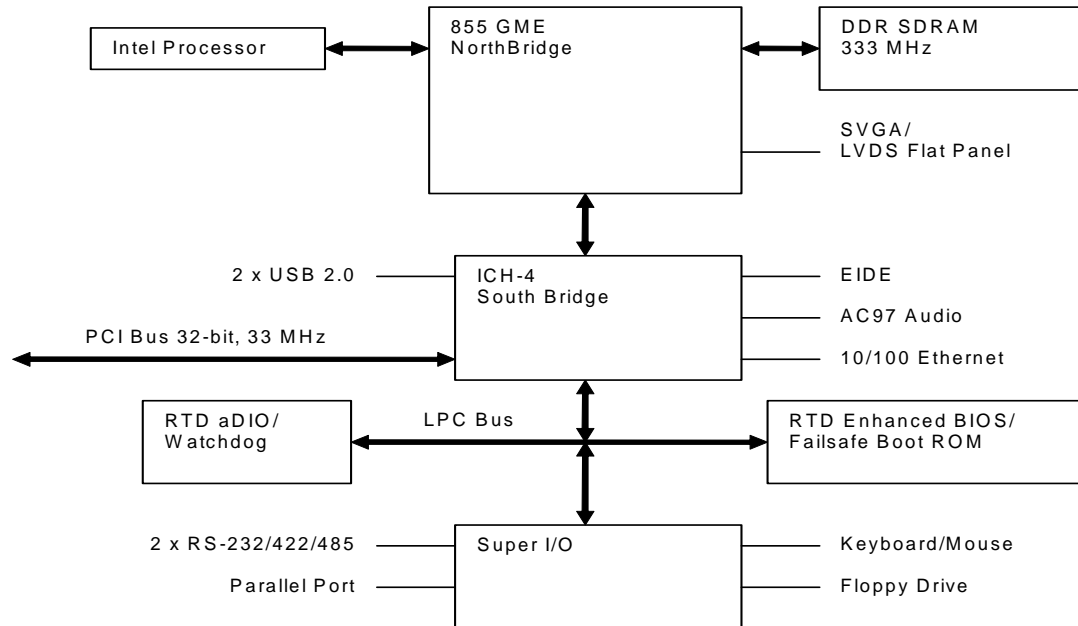 Intel Processor
855 GME
NorthBridge
DDR SDRAM
333 MHz
SVGA/
LVDS Flat Panel
2 x USB 2.0
ICH-4
South Bridge
EIDE
AC97 Audio
PCI Bus 32-bit, 33 MHz
10/100 Ethernet
RTD aDIO/
Watchdog
LPC Bus
RTD Enhanced BIOS/
Failsafe Boot ROM
2 x RS-232/422/485
Super I/O
Keyboard/Mouse
Parallel Port
Floppy Drive